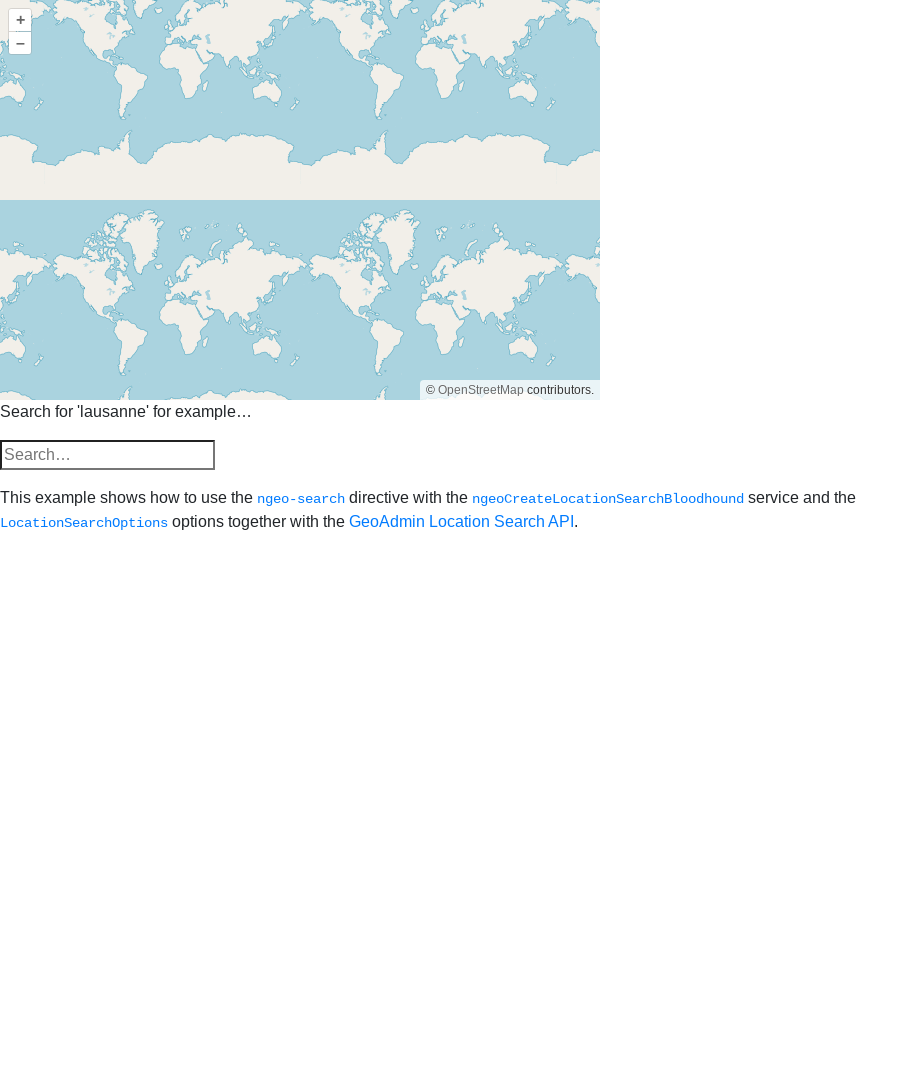 +
−
© OpenStreetMap contributors.
Search for 'lausanne' for example…
Search…
This example shows how to use the ngeo-search directive with the ngeoCreateLocationSearchBloodhound service and the
LocationSearchOptions options together with the GeoAdmin Location Search API.